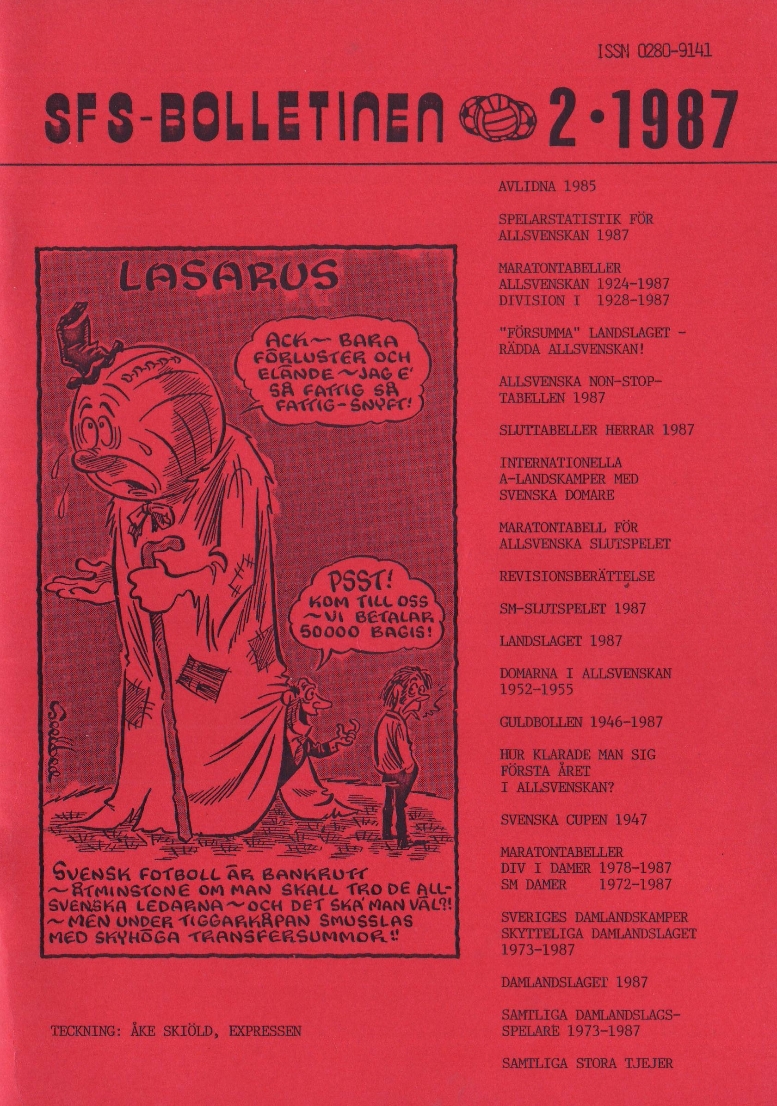 ISSN 0280-9141
SFS-BOLLETINEN 2·1987
LASARUS
ACK~ BARA
FÖRLUSTER OCH
ELÄNDE~JAG E'
SÅ FATTIG SÅ
FATTIG-SNYFT!
PSST!
KOM TILL OSS
~VI BETALAR
50000 BAGIS!
SVENSK FOTBOLL ÄR BANKRUTT
~ÅTMINSTONE OM MAN SKALL TRO DE ALL-
SVENSKA LEDARNA~OCH DET SKA' MAN VÄL?!
~MEN UNDER TIGGARKÅPAN SMUSSLAS
MED SKYHÖGA TRANSFERSUMMOR!!
TECKNING: ÅKE SKIÖLD, EXPRESSEN
AVLIDNA 1985
SPELARSTATISTIK FÖR
ALLSVENSKAN 1987
MARATONTABELLER
ALLSVENSKAN 1924-1987
DIVISION I 1928-1987
"FÖRSUMMA" LANDSLAGET -
RÄDDA ALLSVENSKAN!
ALLSVENSKA NON-STOP-
TABELLEN 1987
SLUTTABELLER HERRAR 1987
INTERNATIONELLA
A-LANDSKAMPER MED
SVENSKA DOMARE
MARATONTABELL FÖR
ALLSVENSKA SLUTSPELET
REVISIONSBERÄTTELSE
SM-SLUTSPELET 1987
LANDSLAGET 1987
DOMARNA I ALLSVENSKAN
1952-1955
GULDBOLLEN 1946-1987
HUR KLARADE MAN SIG
FÖRSTA ÅRET
I ALLSVENSKAN?
SVENSKA CUPEN 1947
MARATONTABELLER
DIV I DAMER 1978-1987
SM DAMER 1972-1987
SVERIGES DAMLANDSKAMPER
SKYTTELIGA DAMLANDSLAGET
1973-1987
DAMLANDSLAGET 1987
SAMTLIGA DAMLANDSLAGS-
SPELARE 1973-1987
SAMTLIGA STORA TJEJER